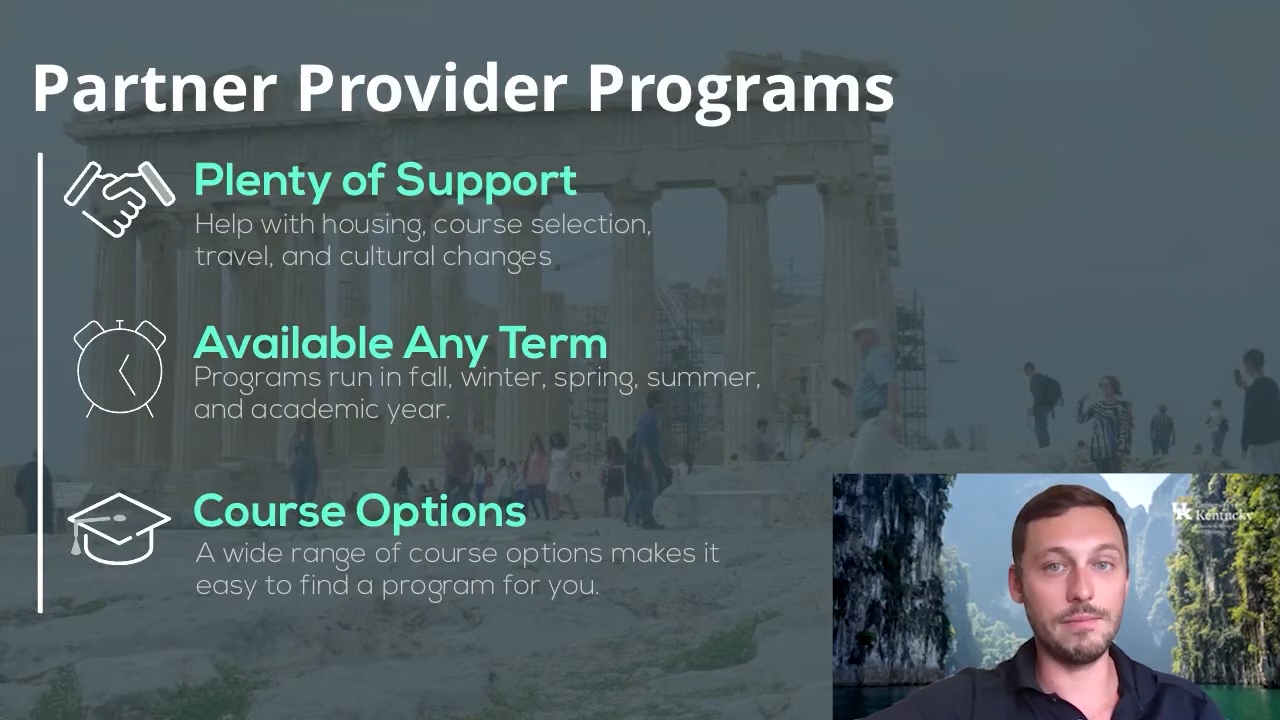 Partner Provider Programs
Plenty of Support
Help with housing, course selection,
travel, and cultural changes
Available Any Term
Programs run in fall, winter, spring, summer,
and academic year.
Course Options
A wide range of course options makes it
easy to find a program for you.
UK
Kentucky